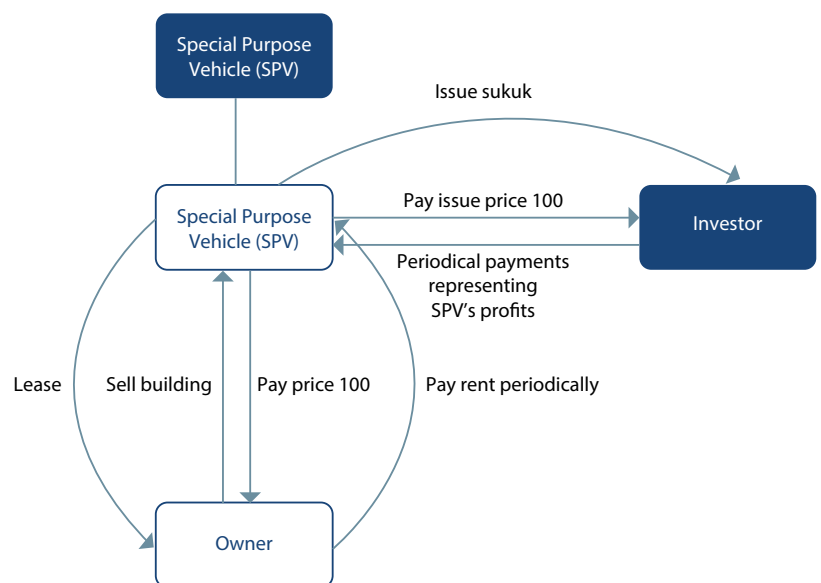 Special Purpose
Vehicle (SPV)
Issue sukuk
Special Purpose
Vehicle (SPV)
Pay issue price 100
Investor
Periodical payments
representing
SPV's profits
Lease
Sell building
Pay price 100
Pay rent periodically
Owner